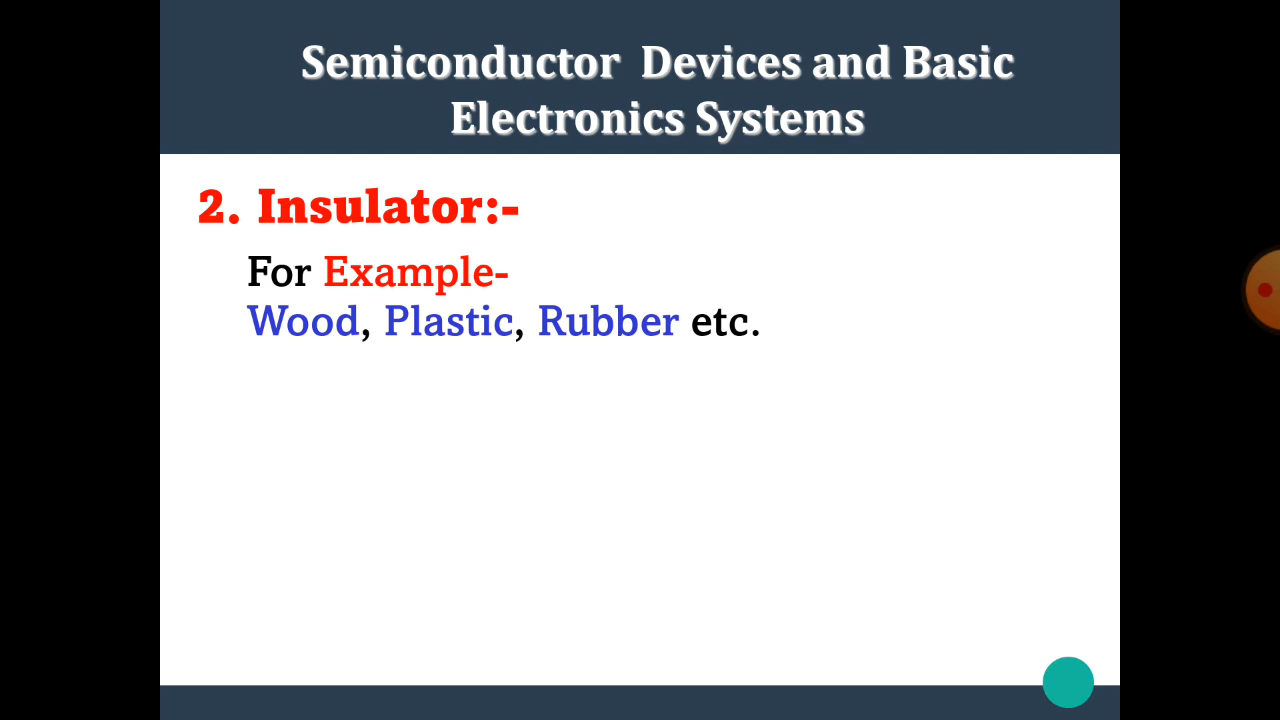 Semiconductor Devices and Basic
Electronics Systems
2. Insulator:-
For Example-
Wood, Plastic, Rubber etc.